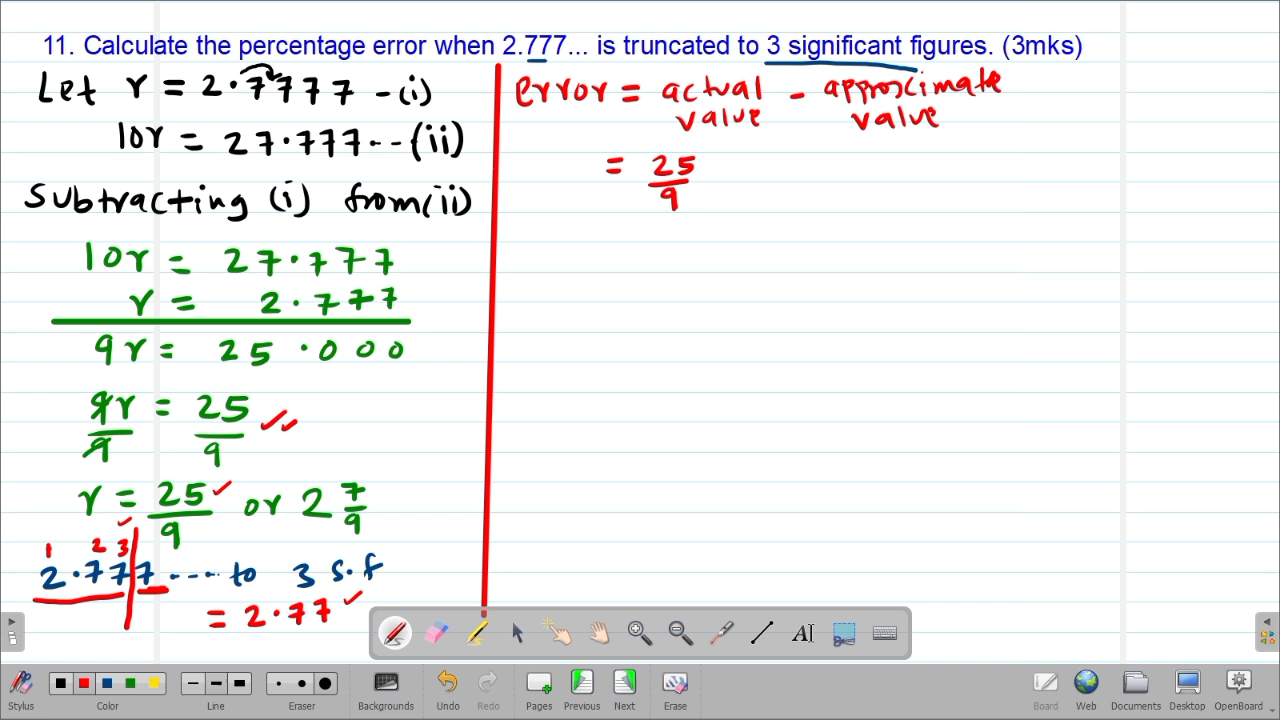 11. Calculate the percentage error when 2.777... is truncated to 3 significant figures. (3mks)
Let r = 2.7777 -(i)
10r = 27.777.. -(ii)
Subtracting (i) from (ii)
10r = 27.777
r = 2.777
9r = 25.000
9r = 25
9 9
r = 25 or 2 7
9 9
1 2 3
2.777.... to 3 s.f
= 2.77
error = actual - approximate
value value
= 25
9
Stylus
Color
Line
Eraser
Backgrounds
Undo
Redo
Pages
Previous
Next
Erase
Board
Web
Documents
Desktop
OpenBoard